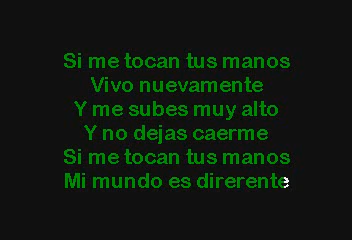 Si me tocan tus manos
Vivo nuevamente
Y me subes muy alto
Y no dejas caerme
Si me tocan tus manos
Mi mundo es direrente